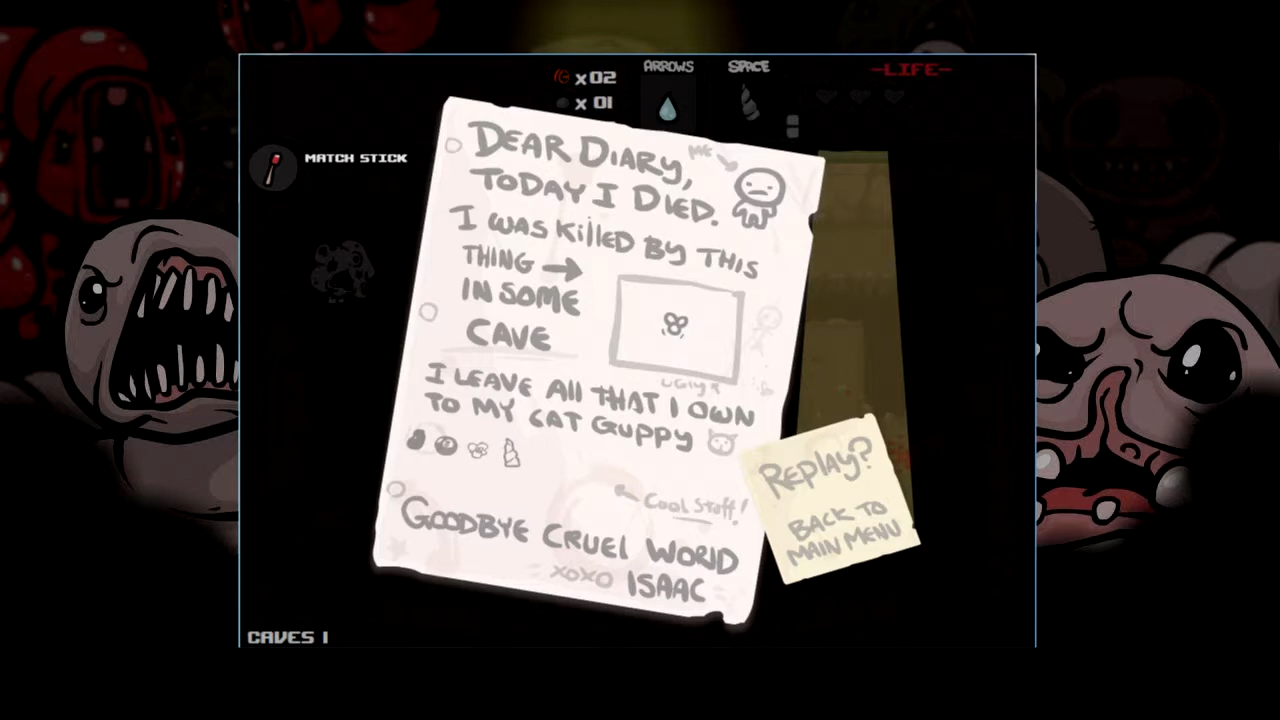 x02
x 01
ARROWS
SPACE
-LIFE-
MATCH STICK
DEAR DIARY,
ME
TODAY I DIED.
I WAS KILLED BY THIS
THING →
IN SOME
CAVE
UGLY
I LEAVE ALL THAT I OWN
TO MY CAT GUPPY
COOL STUFF!
GOODBYE CRUEL WORLD
XOXO ISAAC
REPLAY?
BACK TO
MAIN MENU
CAVES I